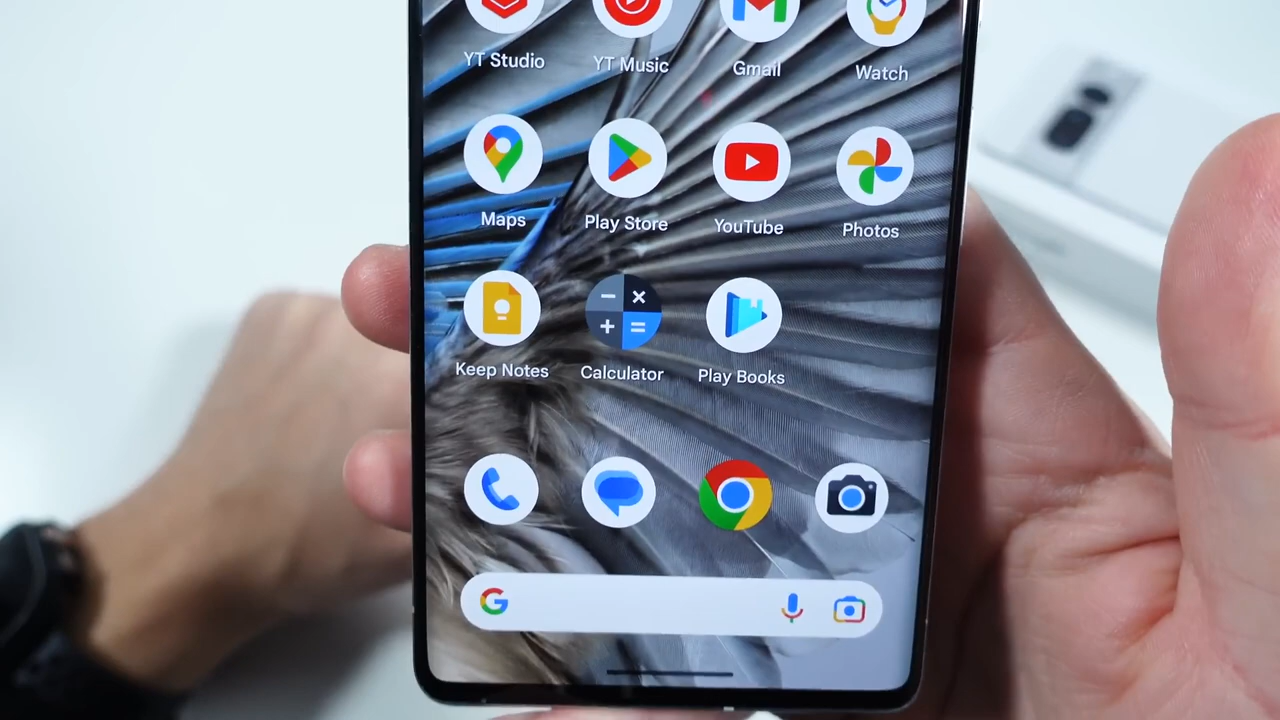 YT Studio YT Music Gmail Watch
Maps Play Store YouTube Photos
Keep Notes Calculator Play Books
G